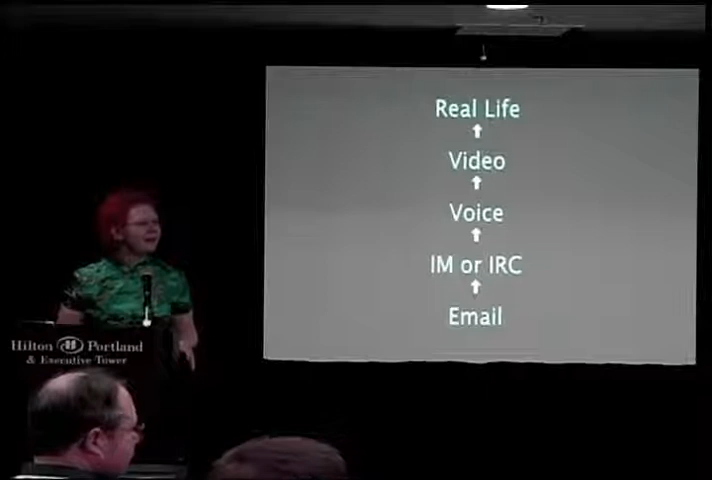 Real Life
Video
Voice
IM or IRC
Email
Hilton Portland
& Executive Tower